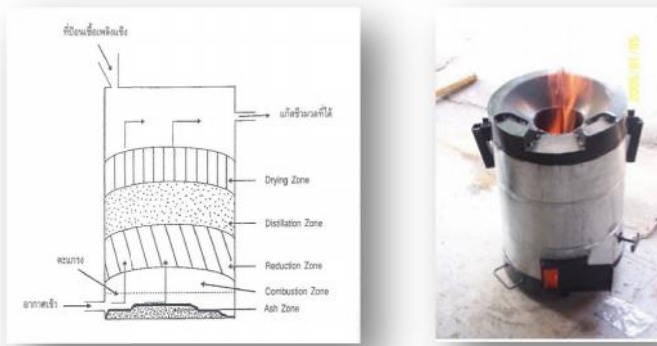 ที่ป้อนเชื้อเพลิงแข็ง
แก๊สชีวมวลที่ได้
Drying Zone
Distillation Zone
Reduction Zone
ตะแกรง
Combustion Zone
อากาศเข้า
Ash Zone